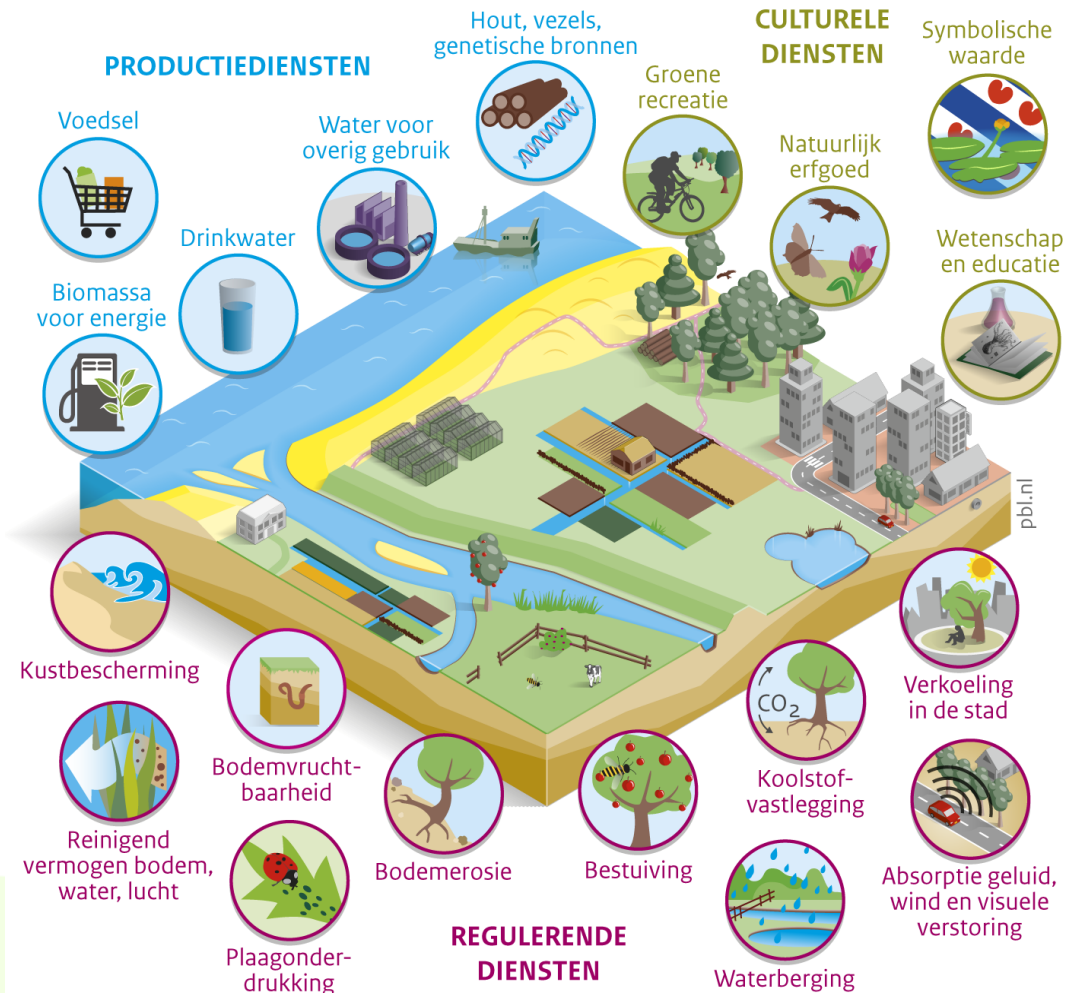 PRODUCTIEDIENSTEN
Voedsel
Biomassa
voor energie
Drinkwater
Water voor
overig gebruik
Hout, vezels,
genetische bronnen
CULTURELE
DIENSTEN
Groene
recreatie
Natuurlijk
erfgoed
Symbolische
waarde
Wetenschap
en educatie
pbl.nl
Kustbescherming
Reinigend
vermogen bodem,
water, lucht
Bodemvrucht-
baarheid
Plaagonder-
drukking
Bodemerosie
REGULERENDE
DIENSTEN
Bestuiving
CO2
Koolstof-
vastlegging
Waterberging
Verkoeling
in de stad
Absorptie geluid,
wind en visuele
verstoring